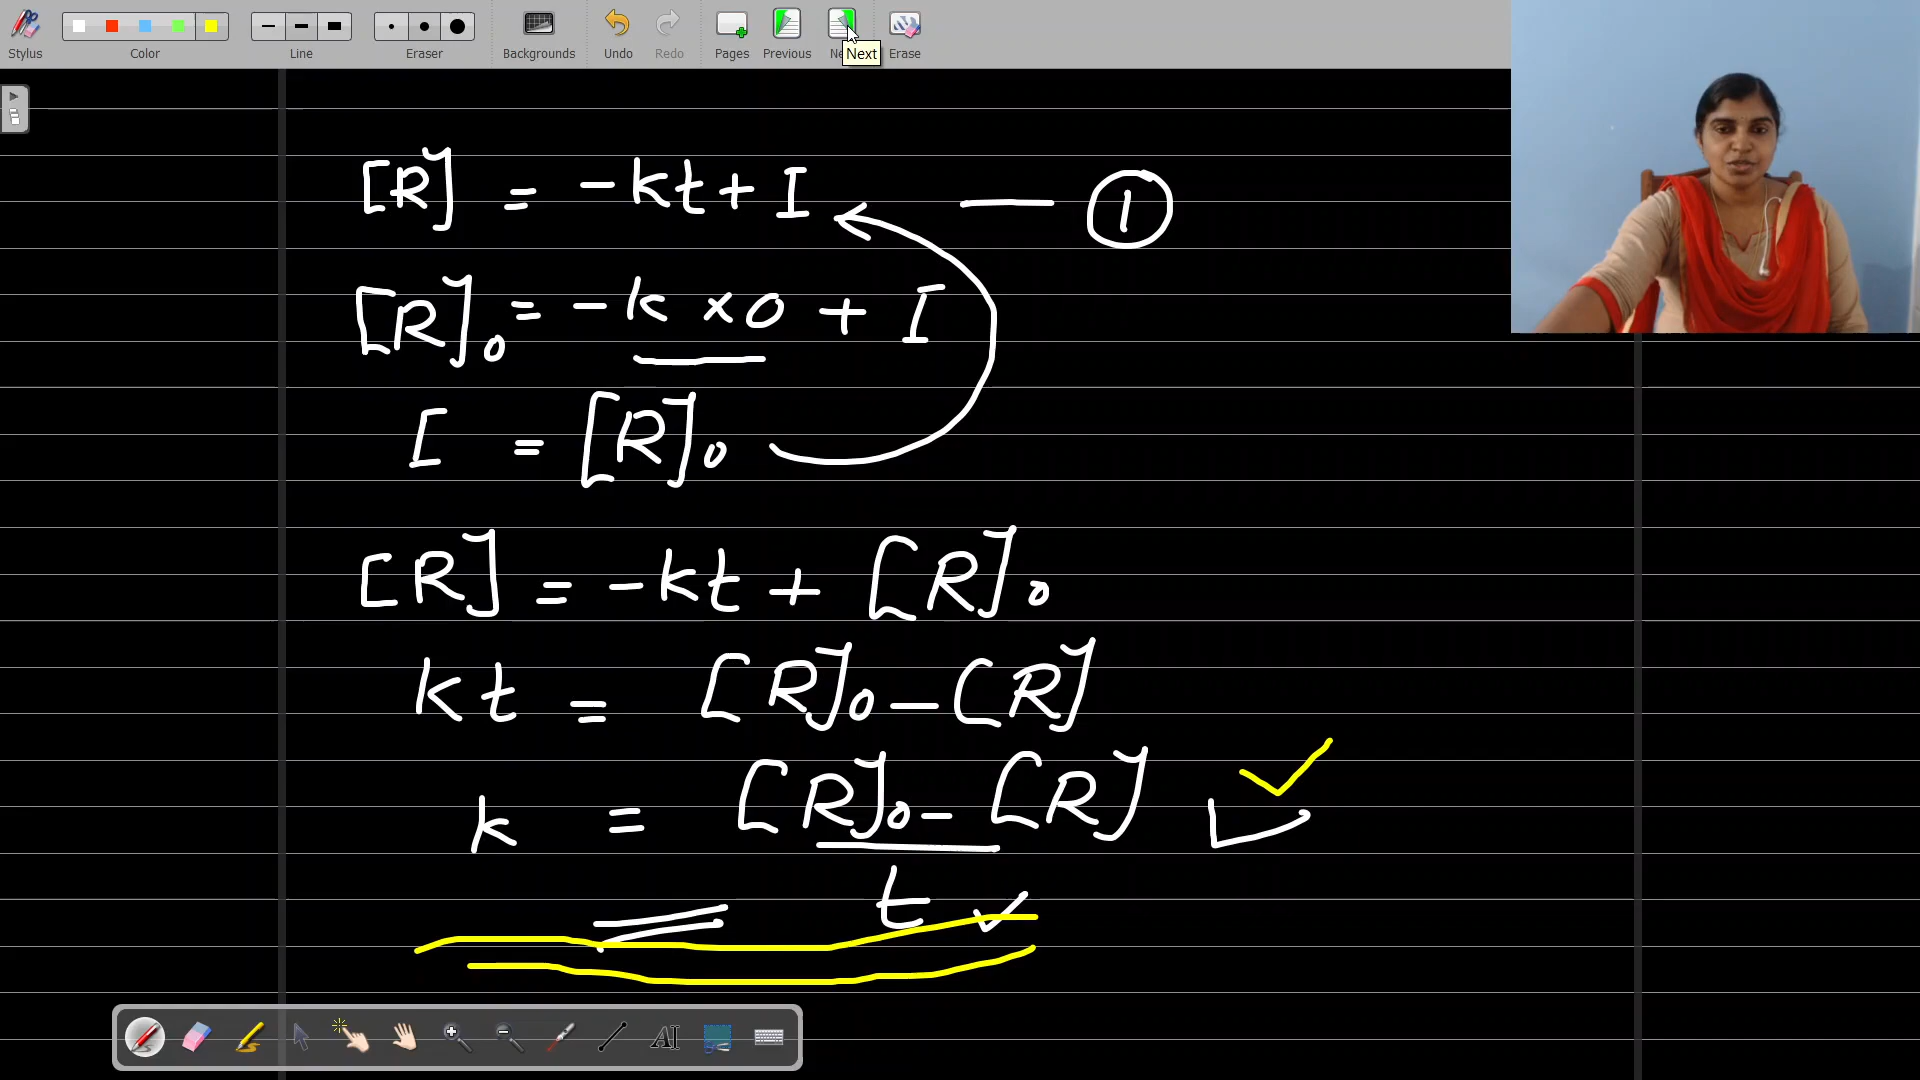 Stylus Color Line Eraser Backgrounds Undo Redo Pages Previous Erase
Next
[R] = -kt + I — ①
[R]₀ = -k × 0 + I
I = [R]₀
[R] = -kt + [R]₀
kt = [R]₀ - [R]
k = [R]₀ - [R]
t
AI